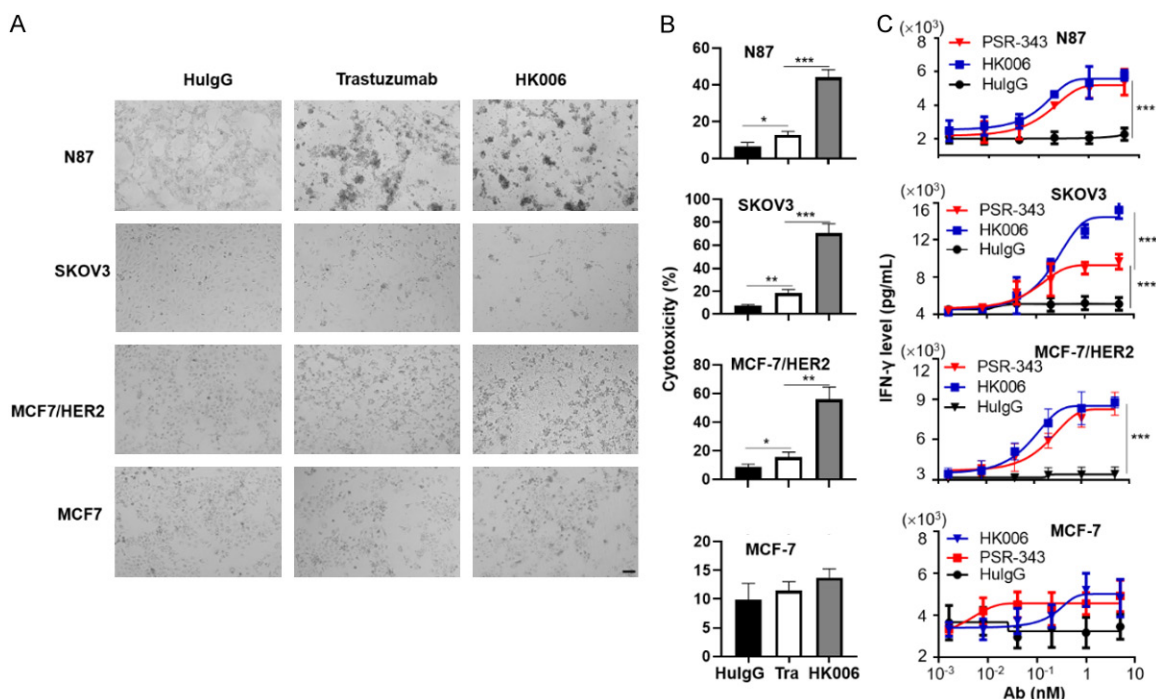 A
HuIgG
Trastuzumab
HK006
N87
SKOV3
MCF7/HER2
MCF7
B
Cytotoxicity (%)
N87
60
40
20
0
*
***
SKOV3
100
80
60
40
20
0
**
***
MCF-7/HER2
80
60
40
20
0
*
**
MCF-7
20
15
10
5
0
HuIgG
Tra
HK006
C
IFN-γ level (pg/mL)
(×10³)
N87
8
6
4
2
PSR-343
HK006
HuIgG
***
(×10³)
SKOV3
16
12
8
4
PSR-343
HK006
HuIgG
***
***
(×10³)
MCF-7/HER2
12
9
6
3
PSR-343
HK006
HuIgG
***
(×10³)
MCF-7
8
6
4
2
HK006
PSR-343
HuIgG
10⁻³
10⁻²
10⁻¹
1
10
Ab (nM)